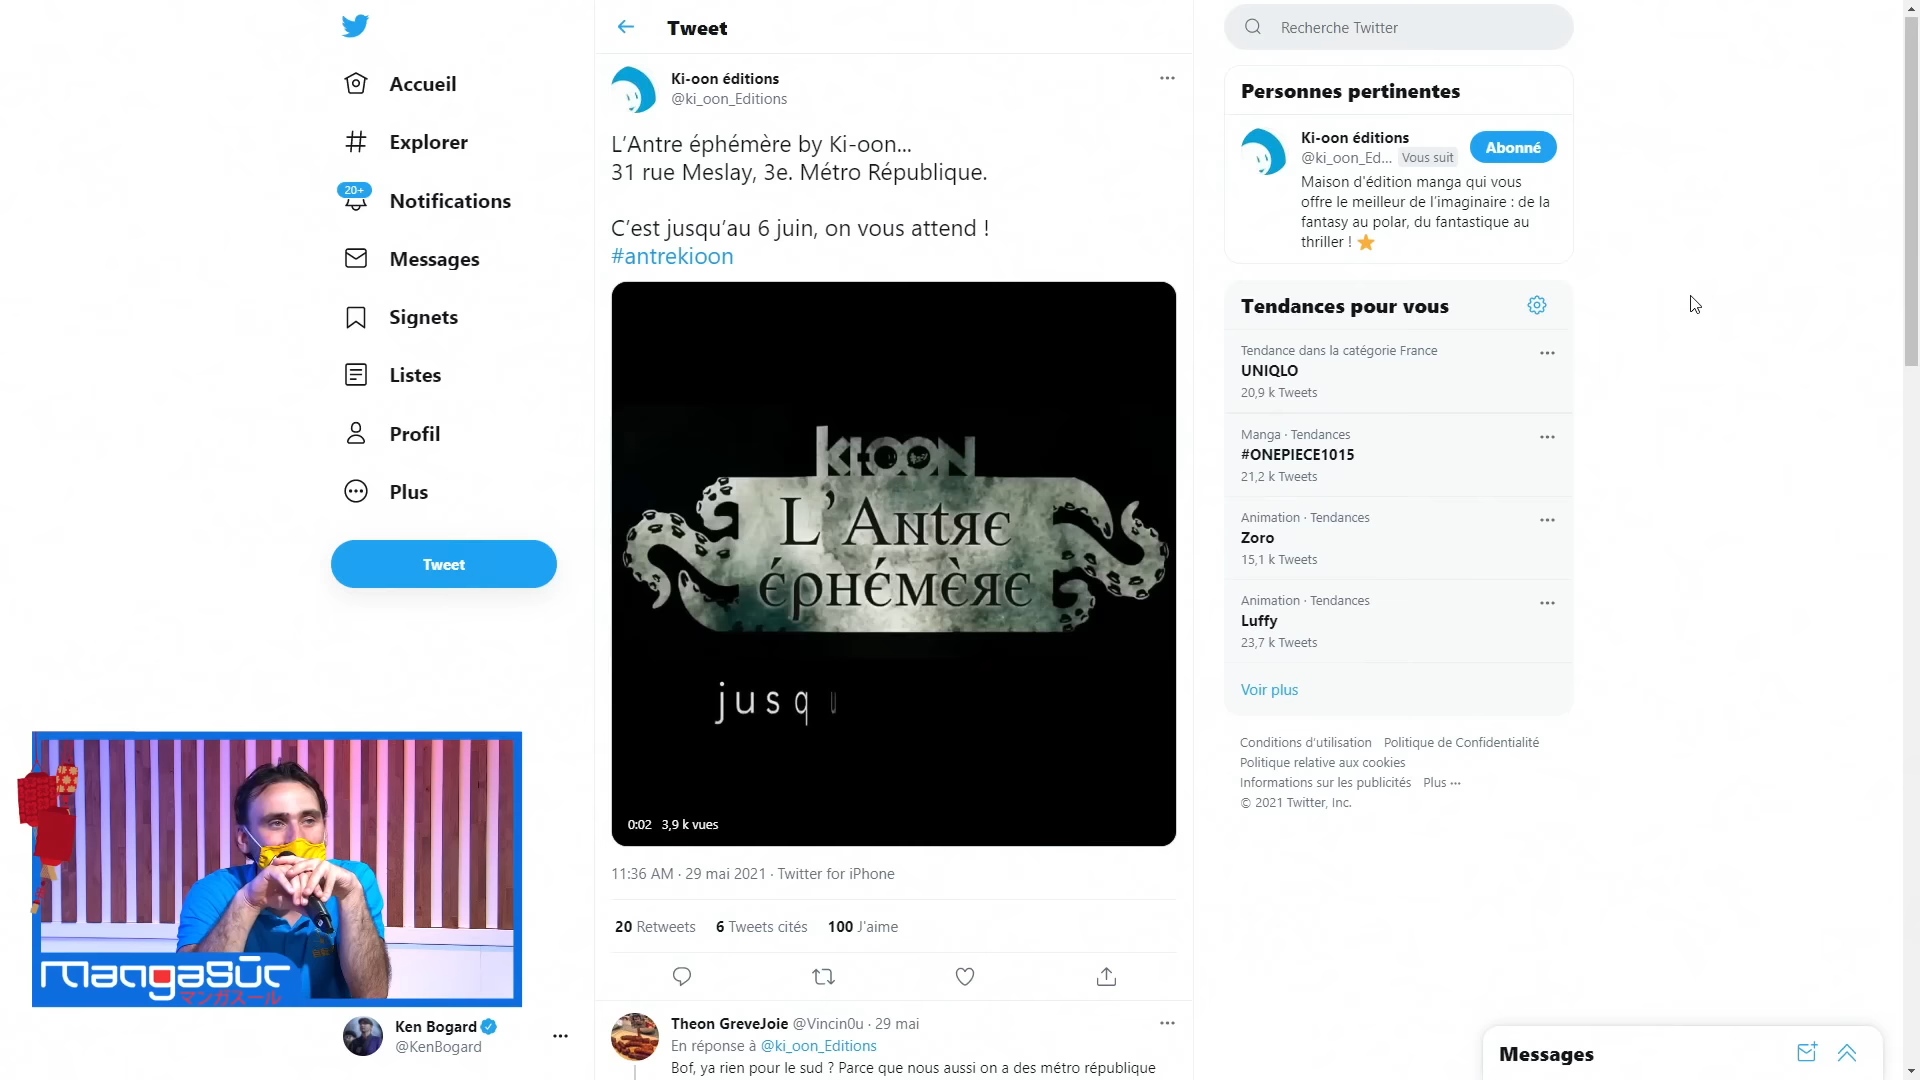 Accueil
Explorer
20+
Notifications
Messages
Signets
Listes
Profil
Plus
Tweet
mangasūr
マンガスール
Ken Bogard
@KenBogard
Tweet
Ki-oon éditions
@ki_oon_Editions
L'Antre éphémère by Ki-oon...
31 rue Meslay, 3e. Métro République.
C'est jusqu'au 6 juin, on vous attend !
#antrekioon
KI-OON
L'Antre
éphémère
jusqu
0:02 3,9 k vues
11:36 AM · 29 mai 2021 · Twitter for iPhone
20 Retweets 6 Tweets cités 100 J'aime
Theon GreveJoie @Vincin0u · 29 mai
En réponse à @ki_oon_Editions
Bof, ya rien pour le sud ? Parce que nous aussi on a des métro république
Recherche Twitter
Personnes pertinentes
Ki-oon éditions
@ki_oon_Ed... Vous suit
Abonné
Maison d'édition manga qui vous
offre le meilleur de l'imaginaire : de la
fantasy au polar, du fantastique au
thriller !
Tendances pour vous
Tendance dans la catégorie France
UNIQLO
20,9 k Tweets
Manga · Tendances
#ONEPIECE1015
21,2 k Tweets
Animation · Tendances
Zoro
15,1 k Tweets
Animation · Tendances
Luffy
23,7 k Tweets
Voir plus
Conditions d'utilisation Politique de Confidentialité
Politique relative aux cookies
Informations sur les publicités Plus ···
© 2021 Twitter, Inc.
Messages